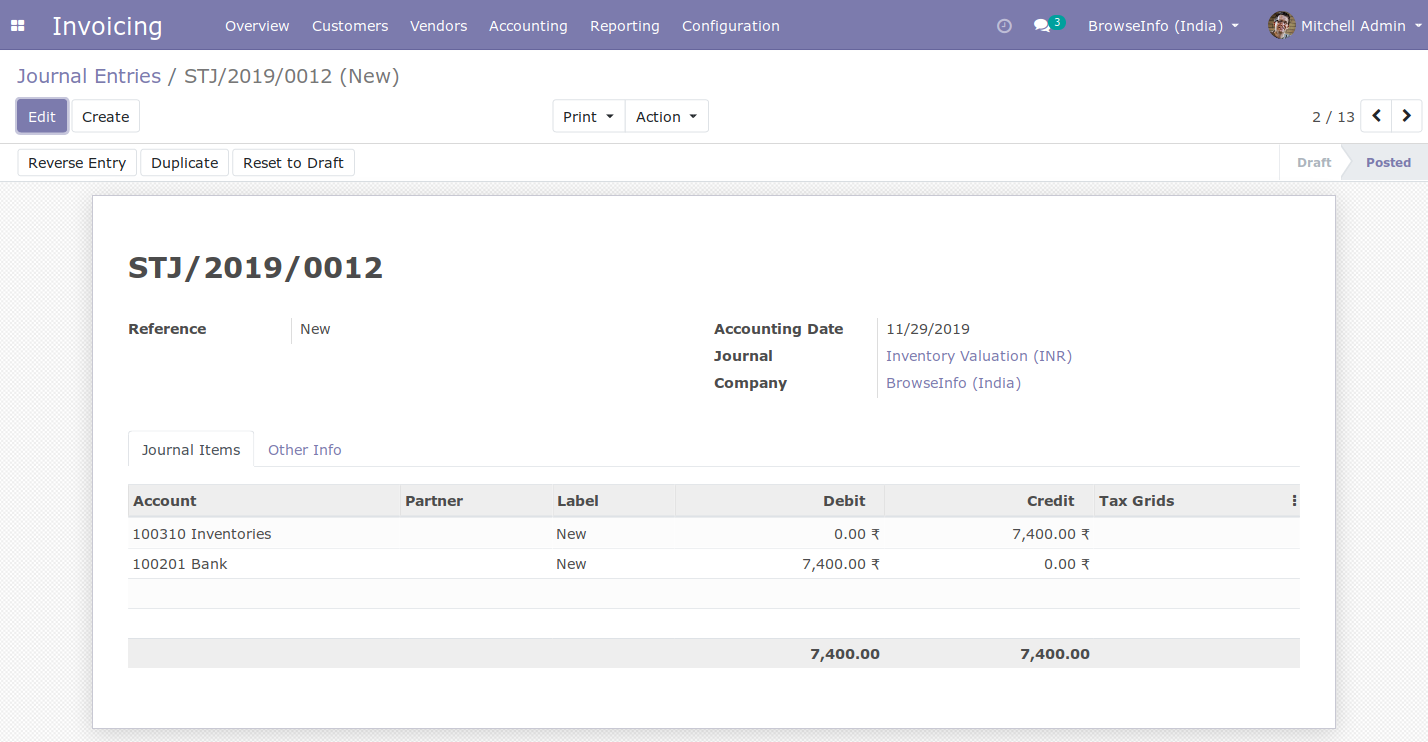 Invoicing Overview Customers Vendors Accounting Reporting Configuration 3 BrowseInfo (India) Mitchell Admin
Journal Entries / STJ/2019/0012 (New)
Edit Create Print Action 2 / 13
Reverse Entry Duplicate Reset to Draft Draft Posted
STJ/2019/0012
Reference New Accounting Date 11/29/2019
Journal Inventory Valuation (INR)
Company BrowseInfo (India)
Journal Items Other Info
Account Partner Label Debit Credit Tax Grids
100310 Inventories New 0.00 ₹ 7,400.00 ₹
100201 Bank New 7,400.00 ₹ 0.00 ₹
7,400.00 7,400.00